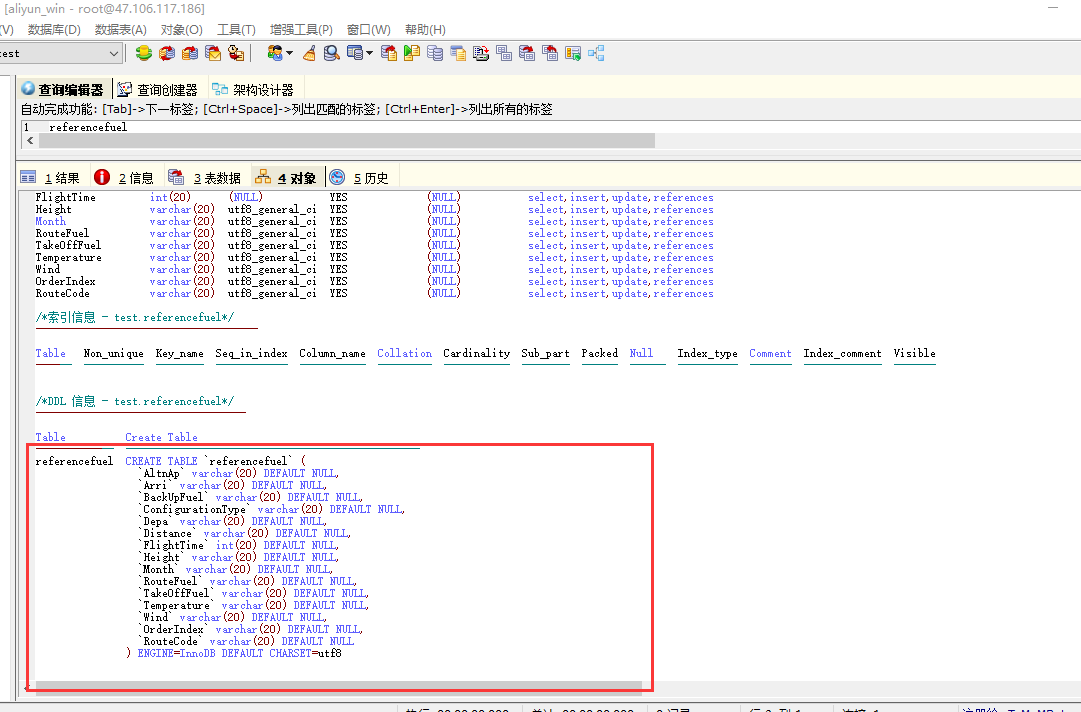 [aliyun_win - root@47.106.117.186]
(V) 数据库(D) 数据表(A) 对象(O) 工具(T) 增强工具(P) 窗口(W) 帮助(H)
查询编辑器 查询创建器 架构设计器
自动完成功能: [Tab]->下一标签; [Ctrl+Space]->列出匹配的标签; [Ctrl+Enter]->列出所有的标签
1 referencefuel
1 结果 2 信息 3 表数据 4 对象 5 历史
FlightTime int(20) (NULL) YES (NULL) select,insert,update,references
Height varchar(20) utf8_general_ci YES (NULL) select,insert,update,references
Month varchar(20) utf8_general_ci YES (NULL) select,insert,update,references
RouteFuel varchar(20) utf8_general_ci YES (NULL) select,insert,update,references
TakeOffFuel varchar(20) utf8_general_ci YES (NULL) select,insert,update,references
Temperature varchar(20) utf8_general_ci YES (NULL) select,insert,update,references
Wind varchar(20) utf8_general_ci YES (NULL) select,insert,update,references
OrderIndex varchar(20) utf8_general_ci YES (NULL) select,insert,update,references
RouteCode varchar(20) utf8_general_ci YES (NULL) select,insert,update,references
/*索引信息 - test.referencefuel*/
Table Non_unique Key_name Seq_in_index Column_name Collation Cardinality Sub_part Packed Null Index_type Comment Index_comment Visible
/*DDL 信息 - test.referencefuel*/
Table Create Table
referencefuel CREATE TABLE `referencefuel` (
`AltnAp` varchar(20) DEFAULT NULL,
`Arri` varchar(20) DEFAULT NULL,
`BackUpFuel` varchar(20) DEFAULT NULL,
`ConfigurationType` varchar(20) DEFAULT NULL,
`Depa` varchar(20) DEFAULT NULL,
`Distance` varchar(20) DEFAULT NULL,
`FlightTime` int(20) DEFAULT NULL,
`Height` varchar(20) DEFAULT NULL,
`Month` varchar(20) DEFAULT NULL,
`RouteFuel` varchar(20) DEFAULT NULL,
`TakeOffFuel` varchar(20) DEFAULT NULL,
`Temperature` varchar(20) DEFAULT NULL,
`Wind` varchar(20) DEFAULT NULL,
`OrderIndex` varchar(20) DEFAULT NULL,
`RouteCode` varchar(20) DEFAULT NULL
) ENGINE=InnoDB DEFAULT CHARSET=utf8